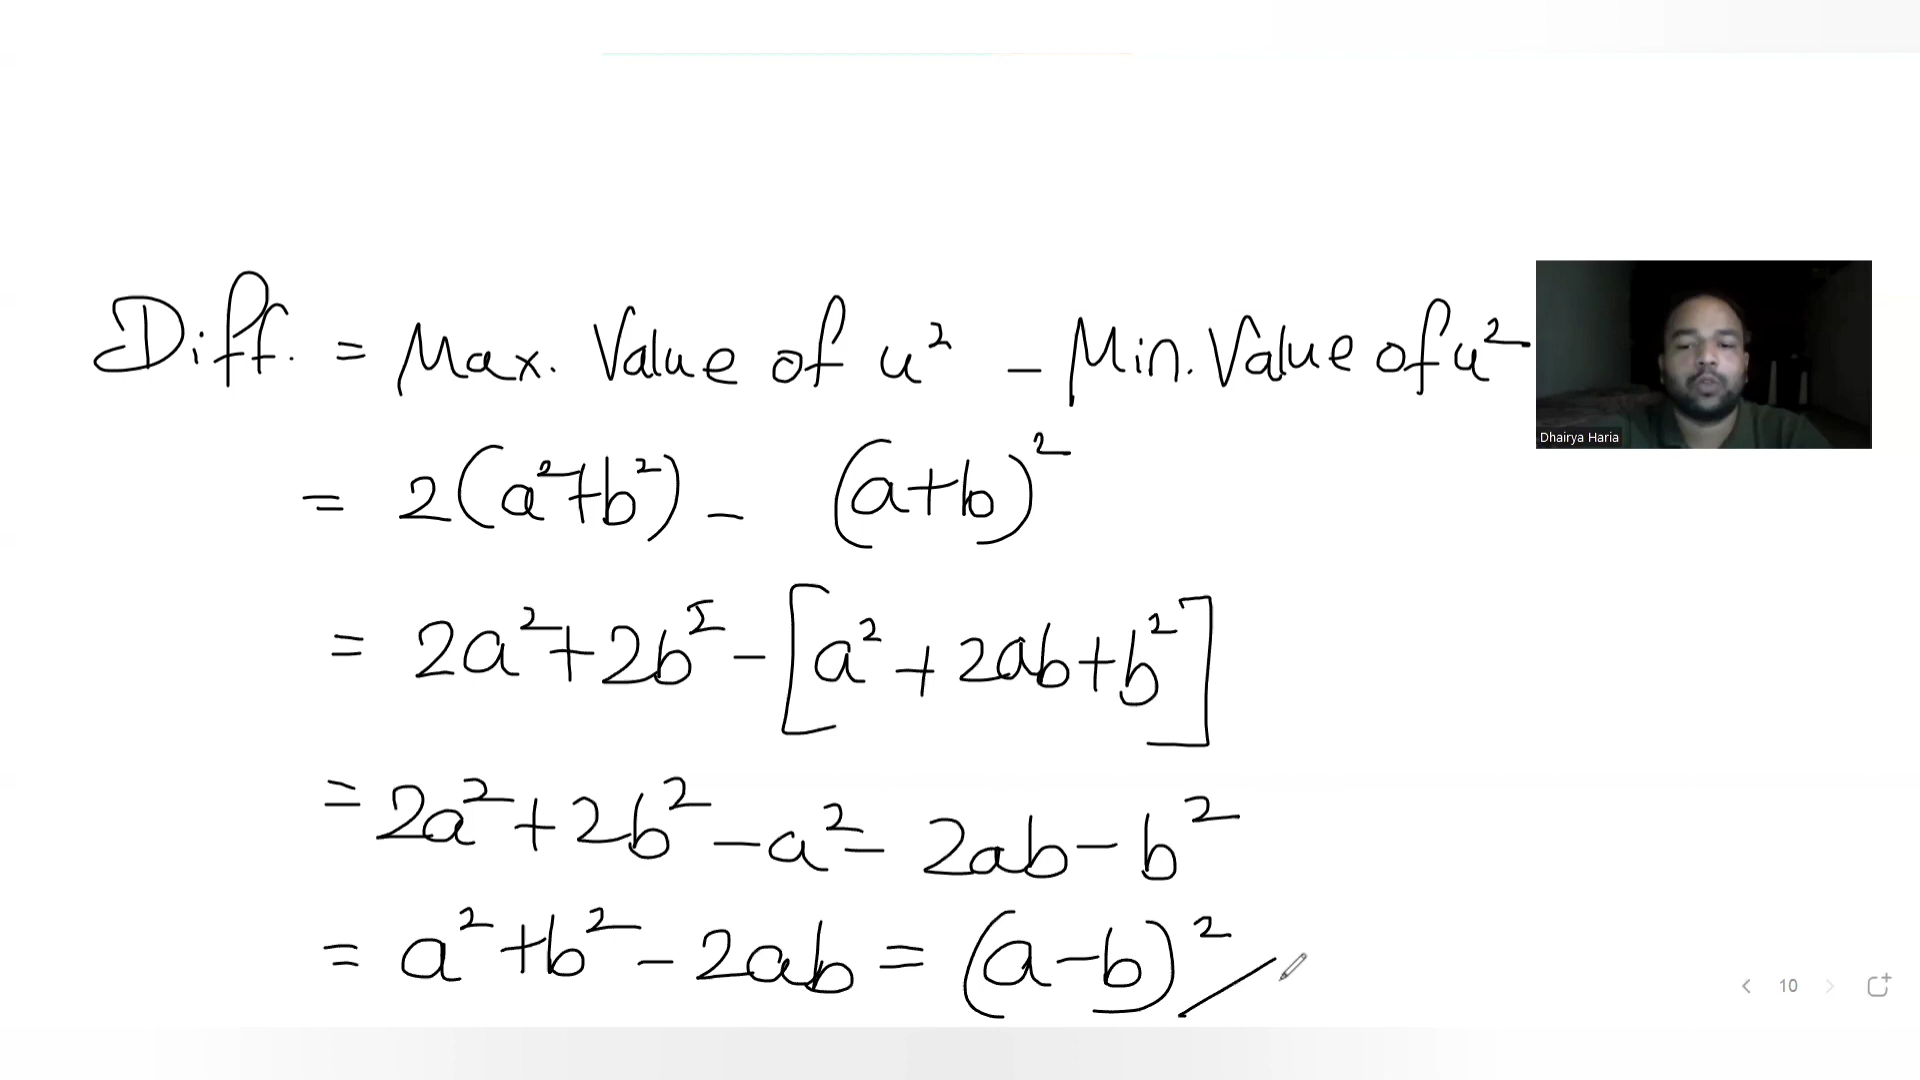 Diff. = Max. Value of u² - Min. Value of u²
= 2(a²+b²) - (a+b)²
= 2a²+2b² - [a² + 2ab+b²]
= 2a²+2b² - a² - 2ab - b²
= a²+b² - 2ab = (a-b)²
Dhairya Haria
< 10 >